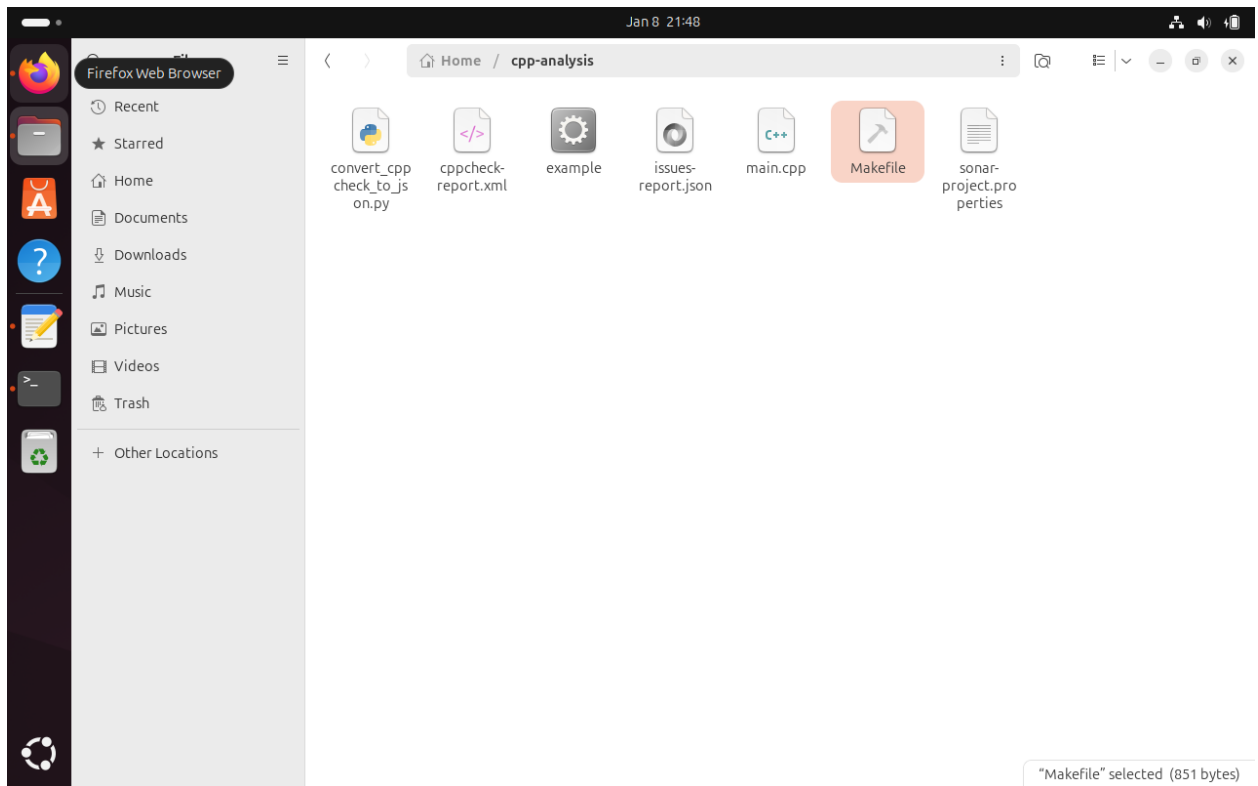 Jan 8 21:48
Firefox Web Browser
Home / cpp-analysis
Recent
Starred
Home
Documents
Downloads
Music
Pictures
Videos
Trash
+ Other Locations
convert_cpp
check_to_js
on.py
cppcheck-
report.xml
example
issues-
report.json
main.cpp
Makefile
sonar-
project.pro
perties
"Makefile" selected (851 bytes)